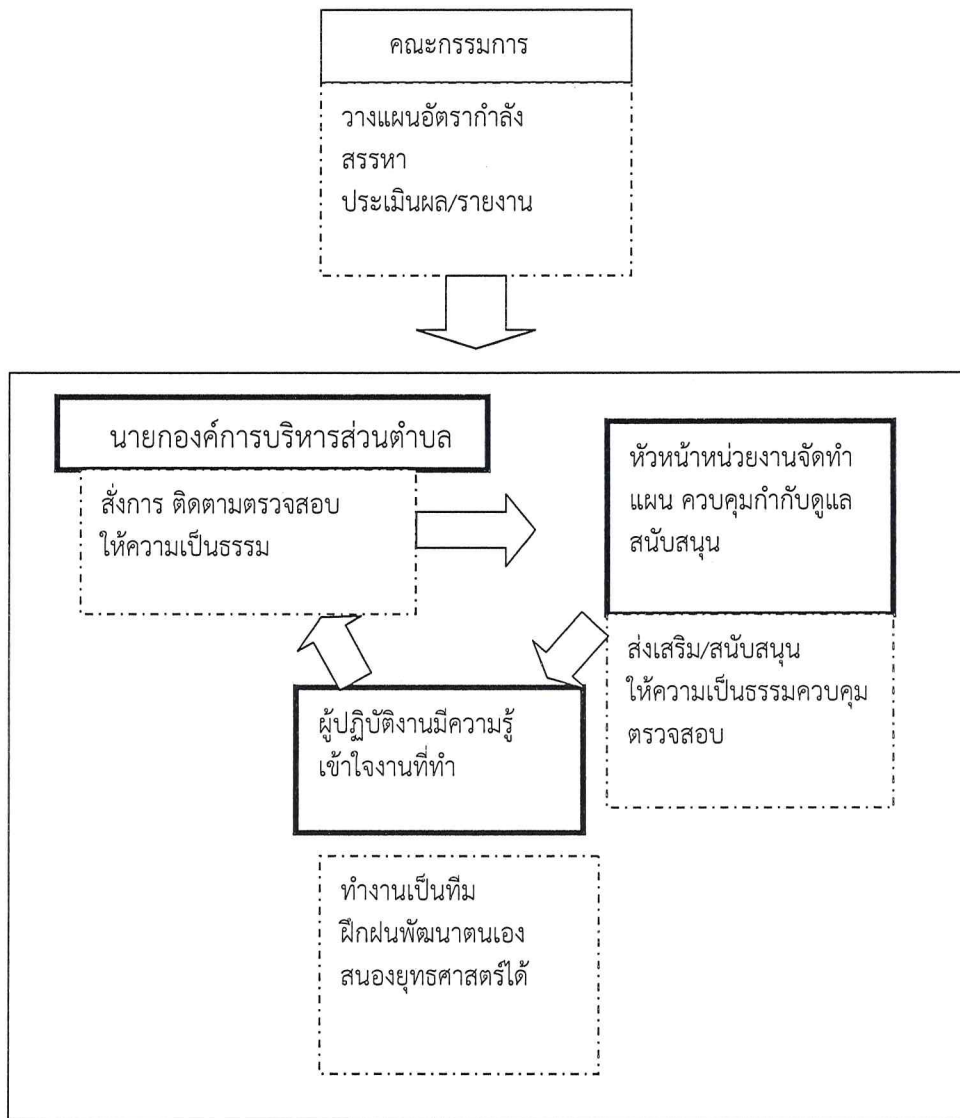 คณะกรรมการ
วางแผนอัตรากำลัง
สรรหา
ประเมินผล/รายงาน
นายกองค์การบริหารส่วนตำบล
สั่งการ ติดตามตรวจสอบ
ให้ความเป็นธรรม
หัวหน้าหน่วยงานจัดทำ
แผน ควบคุมกำกับดูแล
สนับสนุน
ส่งเสริม/สนับสนุน
ให้ความเป็นธรรมควบคุม
ตรวจสอบ
ผู้ปฏิบัติงานมีความรู้
เข้าใจงานที่ทำ
ทำงานเป็นทีม
ฝึกฝนพัฒนาตนเอง
สนองยุทธศาสตร์ได้